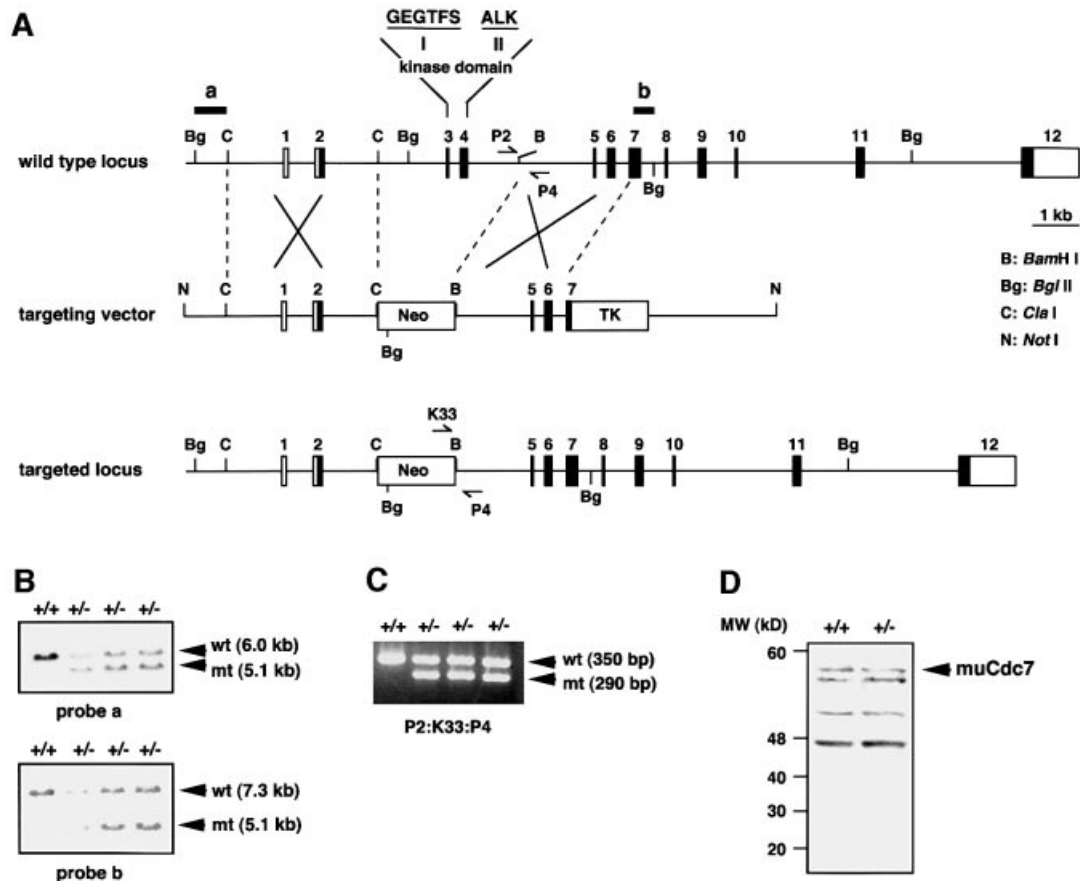 A
GEGTFS ALK
I II
kinase domain
a b
Bg C 1 2 C Bg 3 4 P2 B 5 6 7 8 9 10 11 Bg 12
wild type locus
P4 Bg
1 kb
B: BamH I
Bg: Bgl II
C: Cla I
N: Not I
N C 1 2 C B 5 6 7 N
targeting vector Neo TK
Bg
K33
Bg C 1 2 C B 5 6 7 8 9 10 11 Bg 12
targeted locus Neo
Bg P4 Bg
B
+/+ +/- +/- +/-
wt (6.0 kb)
mt (5.1 kb)
probe a
+/+ +/- +/- +/-
wt (7.3 kb)
mt (5.1 kb)
probe b
C
+/+ +/- +/- +/-
wt (350 bp)
mt (290 bp)
P2:K33:P4
D
MW (kD) +/+ +/-
60
muCdc7
48
40
30
20